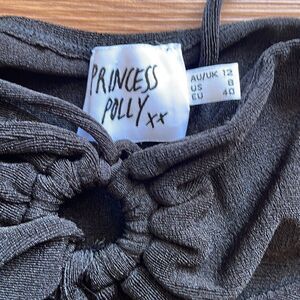 PRINCESS
POLLY xx
AU/UK 12
US 8
EU 40